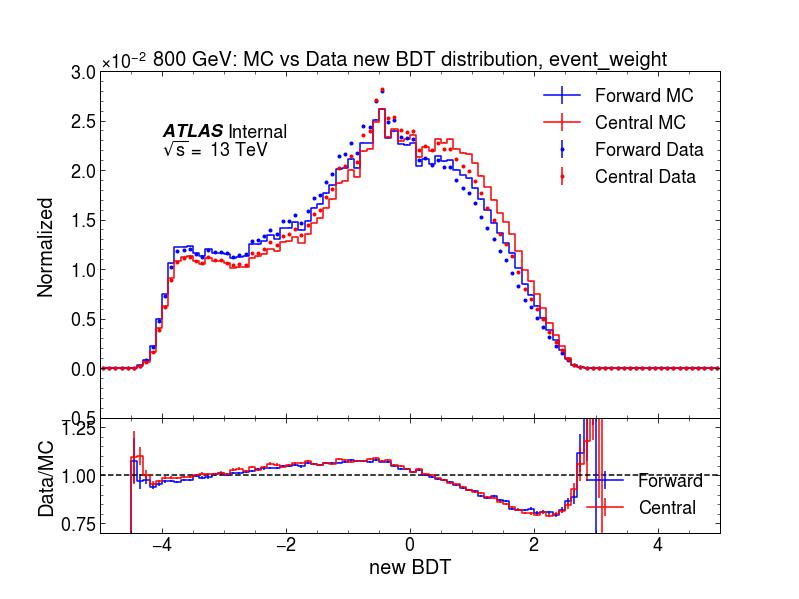 ×10⁻² 800 GeV: MC vs Data new BDT distribution, event_weight
3.0
2.5
2.0
1.5
1.0
0.5
0.0
0.5
Normalized
ATLAS Internal
√s = 13 TeV
Forward MC
Central MC
Forward Data
Central Data
1.25
1.00
0.75
Data/MC
Forward
Central
−4
−2
0
2
4
new BDT